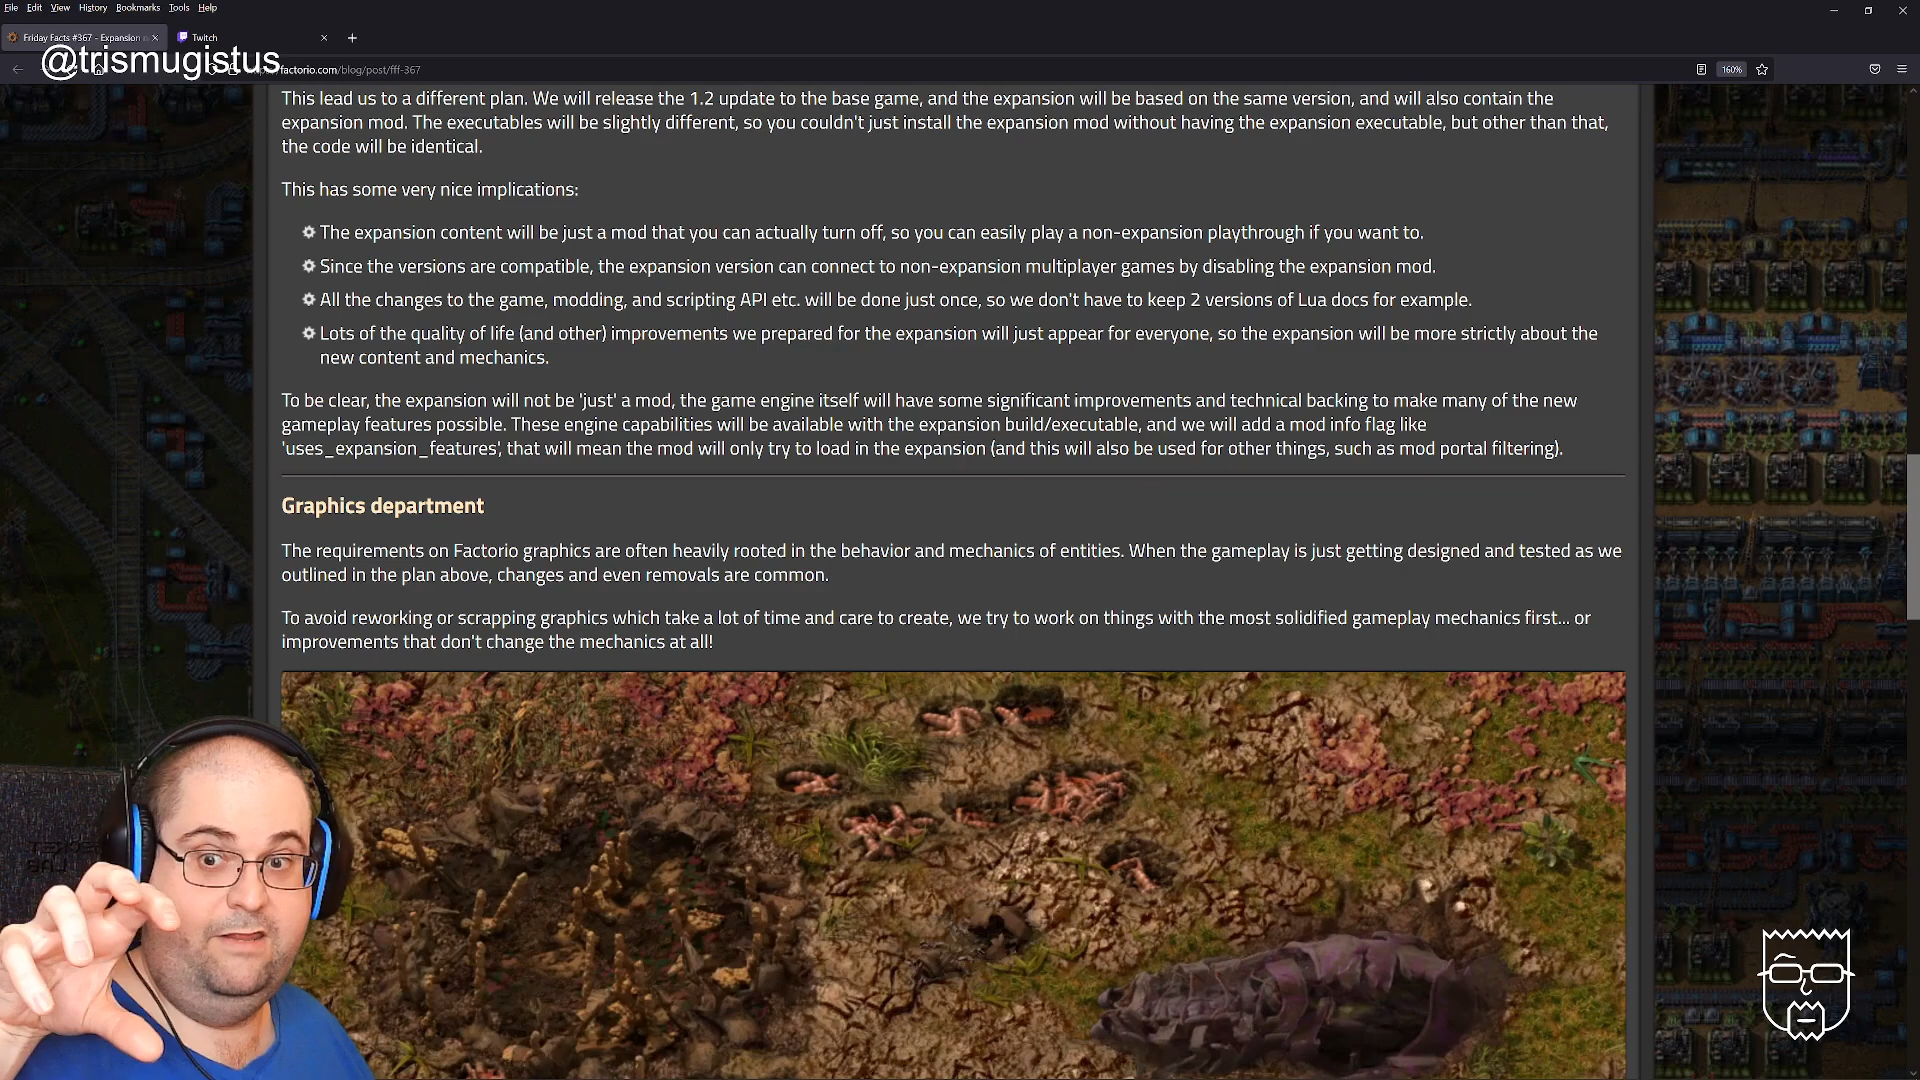 File Edit View History Bookmarks Tools Help
Friday Facts #367 - Expansion
Twitch
@trismugistus
factorio.com/blog/post/fff-367
160%
This lead us to a different plan. We will release the 1.2 update to the base game, and the expansion will be based on the same version, and will also contain the
expansion mod. The executables will be slightly different, so you couldn't just install the expansion mod without having the expansion executable, but other than that,
the code will be identical.
This has some very nice implications:
The expansion content will be just a mod that you can actually turn off, so you can easily play a non-expansion playthrough if you want to.
Since the versions are compatible, the expansion version can connect to non-expansion multiplayer games by disabling the expansion mod.
All the changes to the game, modding, and scripting API etc. will be done just once, so we don't have to keep 2 versions of Lua docs for example.
Lots of the quality of life (and other) improvements we prepared for the expansion will just appear for everyone, so the expansion will be more strictly about the
new content and mechanics.
To be clear, the expansion will not be 'just' a mod, the game engine itself will have some significant improvements and technical backing to make many of the new
gameplay features possible. These engine capabilities will be available with the expansion build/executable, and we will add a mod info flag like
'uses_expansion_features', that will mean the mod will only try to load in the expansion (and this will also be used for other things, such as mod portal filtering).
Graphics department
The requirements on Factorio graphics are often heavily rooted in the behavior and mechanics of entities. When the gameplay is just getting designed and tested as we
outlined in the plan above, changes and even removals are common.
To avoid reworking or scrapping graphics which take a lot of time and care to create, we try to work on things with the most solidified gameplay mechanics first... or
improvements that don't change the mechanics at all!